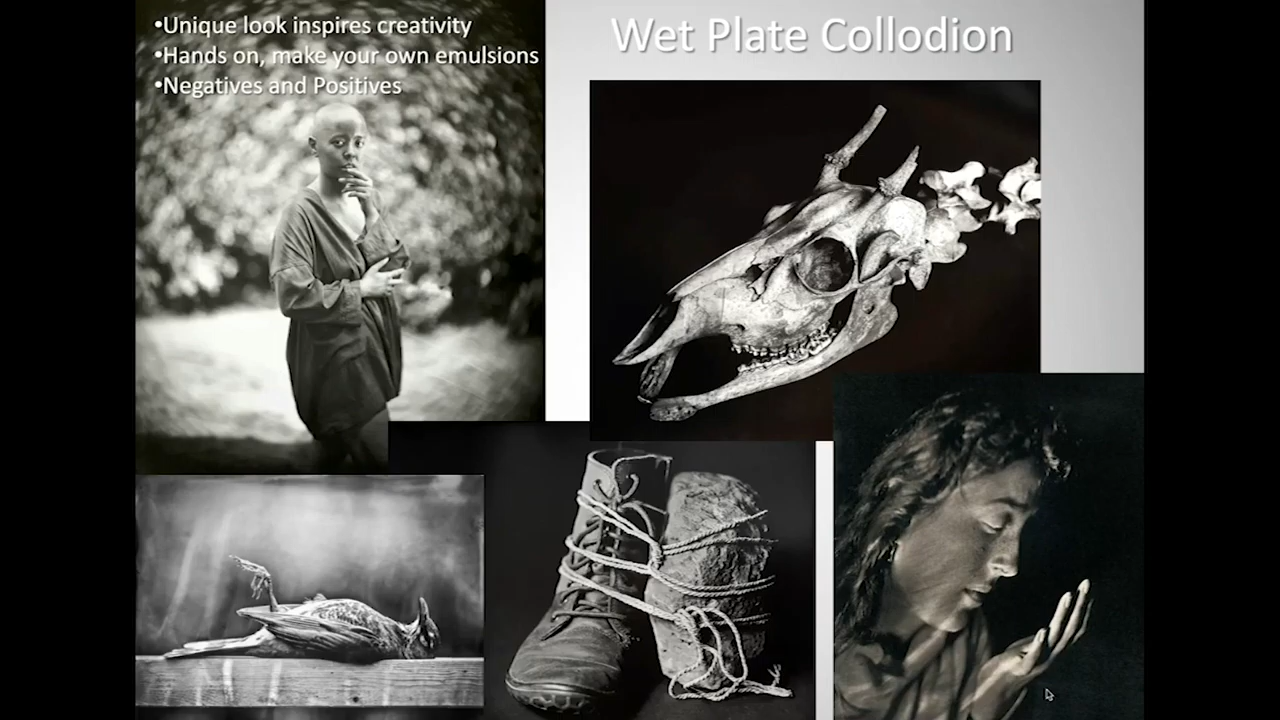 •Unique look inspires creativity
•Hands on, make your own emulsions
•Negatives and Positives
Wet Plate Collodion